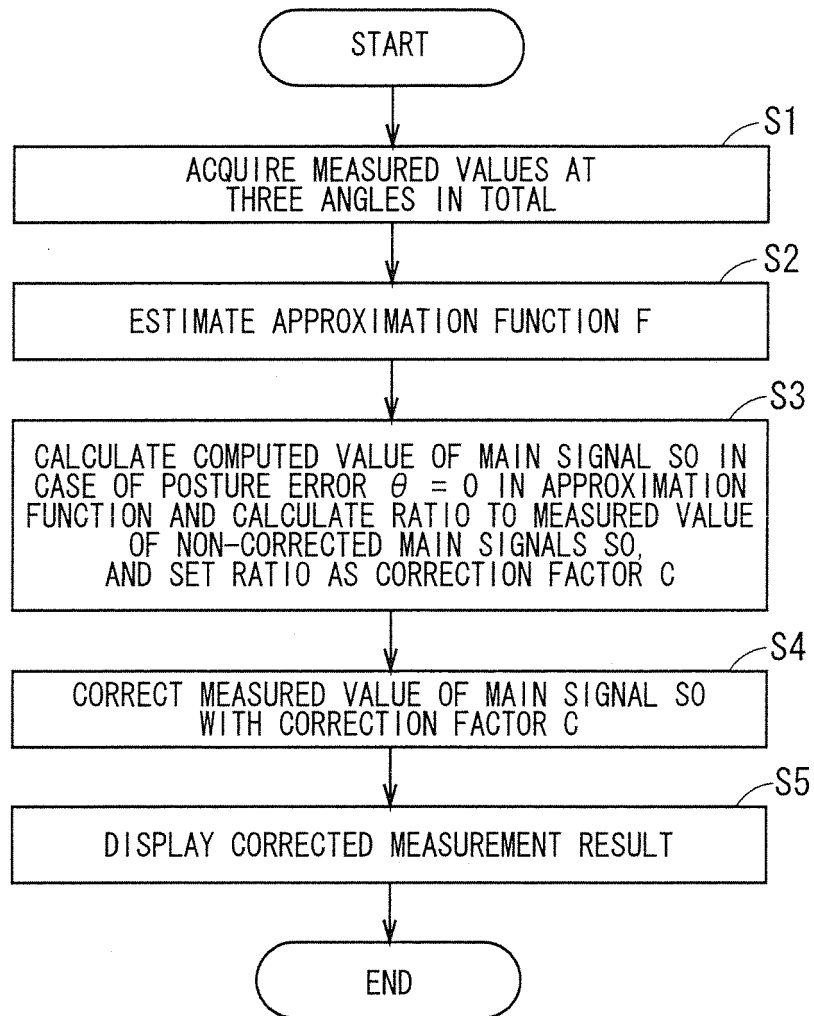 START
S1
ACQUIRE MEASURED VALUES AT
THREE ANGLES IN TOTAL
S2
ESTIMATE APPROXIMATION FUNCTION F
S3
CALCULATE COMPUTED VALUE OF MAIN SIGNAL S0 IN
CASE OF POSTURE ERROR θ = 0 IN APPROXIMATION
FUNCTION AND CALCULATE RATIO TO MEASURED VALUE
OF NON-CORRECTED MAIN SIGNALS S0,
AND SET RATIO AS CORRECTION FACTOR C
S4
CORRECT MEASURED VALUE OF MAIN SIGNAL S0
WITH CORRECTION FACTOR C
S5
DISPLAY CORRECTED MEASUREMENT RESULT
END